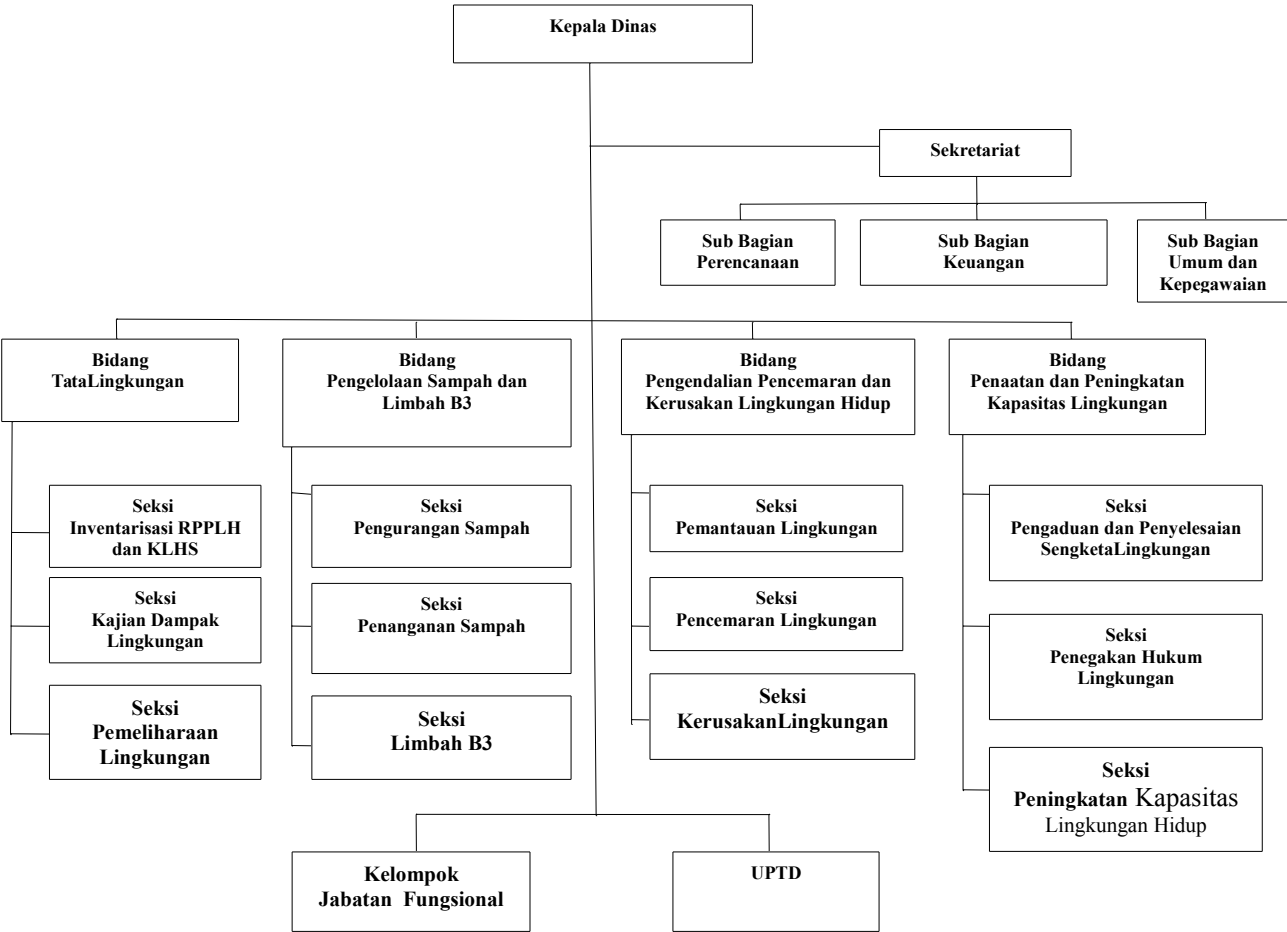 Kepala Dinas
Sekretariat
Sub Bagian
Perencanaan
Sub Bagian
Keuangan
Sub Bagian
Umum dan
Kepegawaian
Bidang
TataLingkungan
Bidang
Pengelolaan Sampah dan
Limbah B3
Bidang
Pengendalian Pencemaran dan
Kerusakan Lingkungan Hidup
Bidang
Penaatan dan Peningkatan
Kapasitas Lingkungan
Seksi
Inventarisasi RPPLH
dan KLHS
Seksi
Kajian Dampak
Lingkungan
Seksi
Pemeliharaan
Lingkungan
Seksi
Pengurangan Sampah
Seksi
Penanganan Sampah
Seksi
Limbah B3
Seksi
Pemantauan Lingkungan
Seksi
Pencemaran Lingkungan
Seksi
KerusakanLingkungan
Seksi
Pengaduan dan Penyelesaian
SengketaLingkungan
Seksi
Penegakan Hukum
Lingkungan
Seksi
Peningkatan Kapasitas
Lingkungan Hidup
Kelompok
Jabatan Fungsional
UPTD